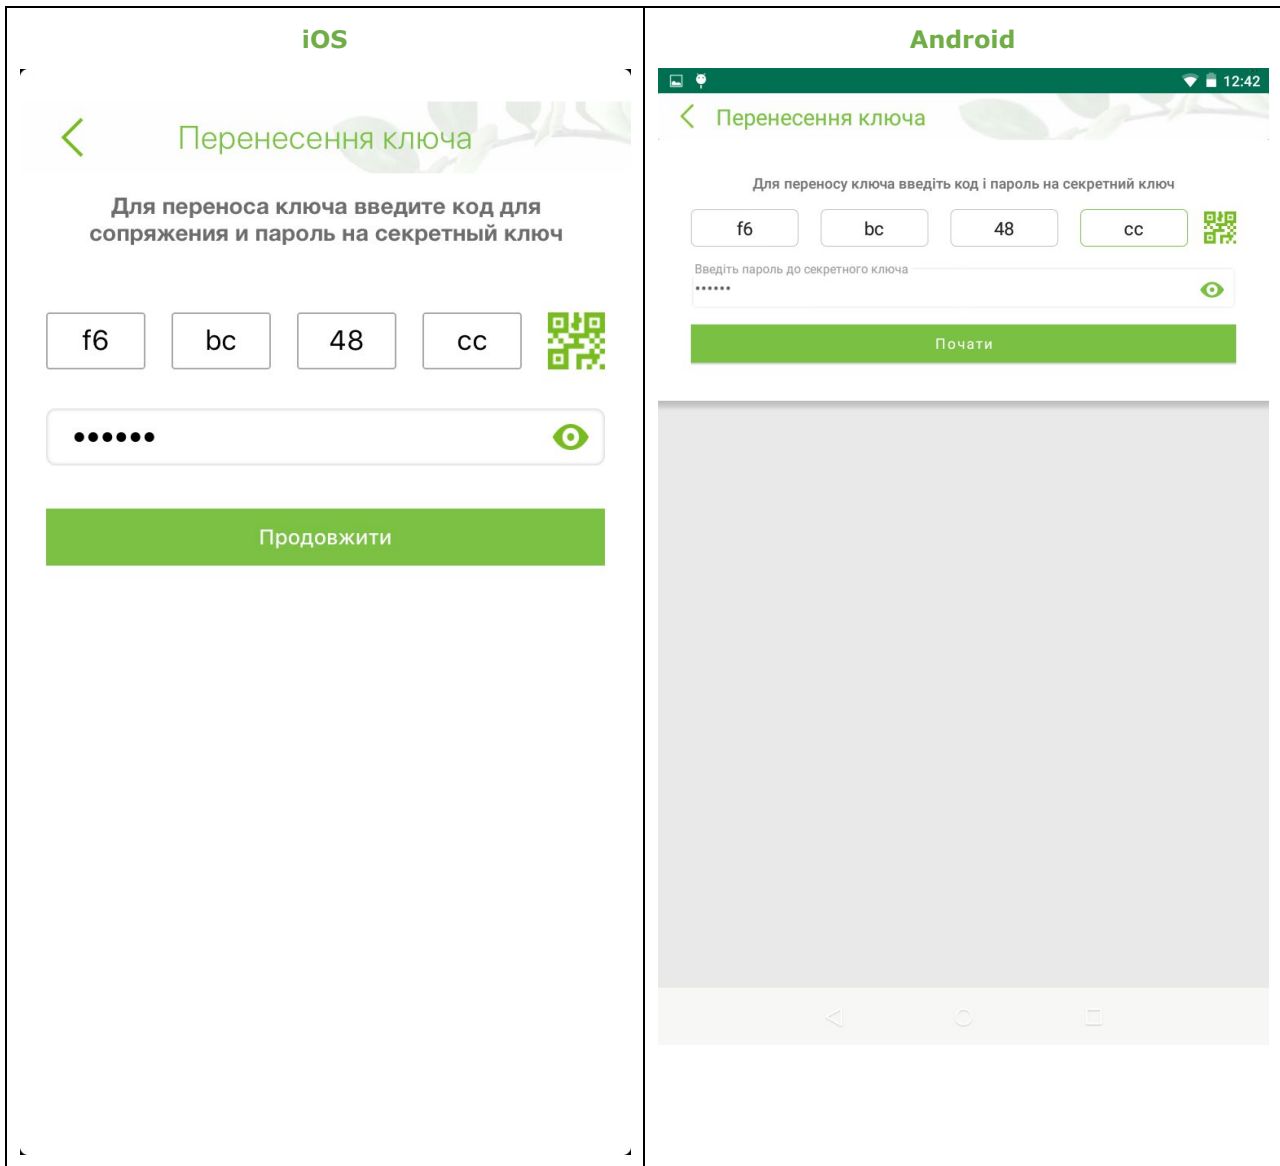 iOS
Перенесення ключа
Для переноса ключа введите код для
сопряжения и пароль на секретный ключ
f6 bc 48 cc
••••••
Продовжити
Android
12:42
Перенесення ключа
Для переносу ключа введіть код і пароль на секретний ключ
f6 bc 48 cc
Введіть пароль до секретного ключа
••••••
Почати